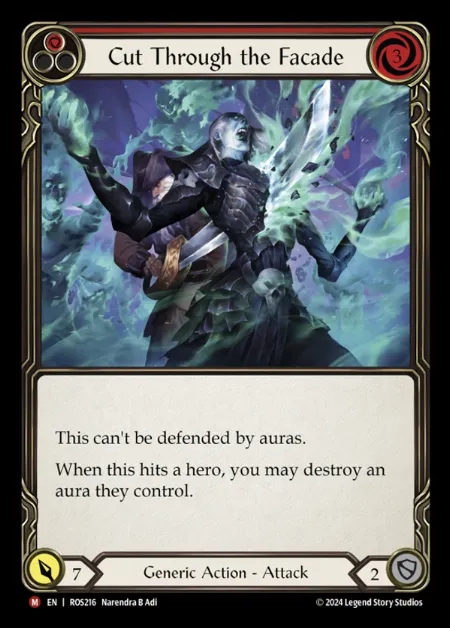 Cut Through the Facade
3
This can't be defended by auras.
When this hits a hero, you may destroy an
aura they control.
7
Generic Action - Attack
2
M EN | ROS216 Narendra B Adi
© 2024 Legend Story Studios